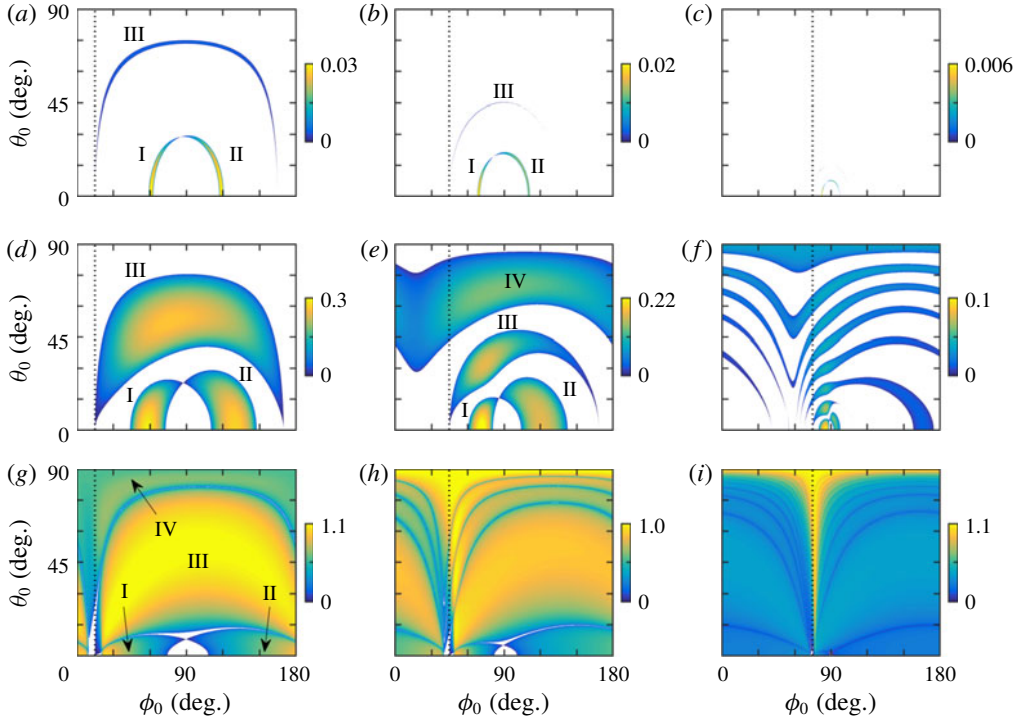 (a) (b) (c)
90 III 0.03 0.02 0.006
θ0 (deg.) 45 III
I II 0 I II 0 0
0
(d) (e) (f)
90 III 0.3 IV 0.22 0.1
θ0 (deg.) 45 III
I II 0 I II 0 0
0
(g) (h) (i)
90 IV 1.1 1.0 1.1
θ0 (deg.) 45 III
I II 0 0 0
0
0 90 180 0 90 180 0 90 180
ϕ0 (deg.) ϕ0 (deg.) ϕ0 (deg.)